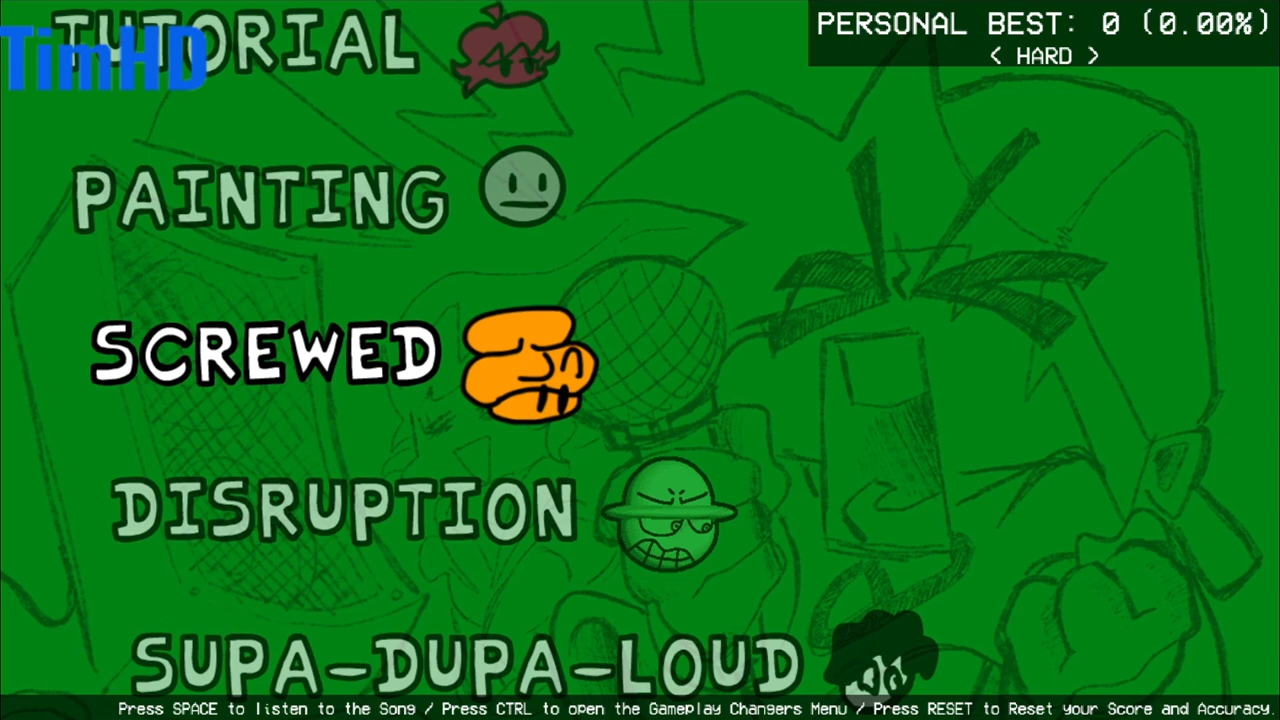 TUTORIAL
TimHD
PERSONAL BEST: 0 (0.00%)
< HARD >
PAINTING
SCREWED
DISRUPTION
SUPA-DUPA-LOUD
Press SPACE to listen to the Song / Press CTRL to open the Gameplay Changers Menu / Press RESET to Reset your Score and Accuracy.